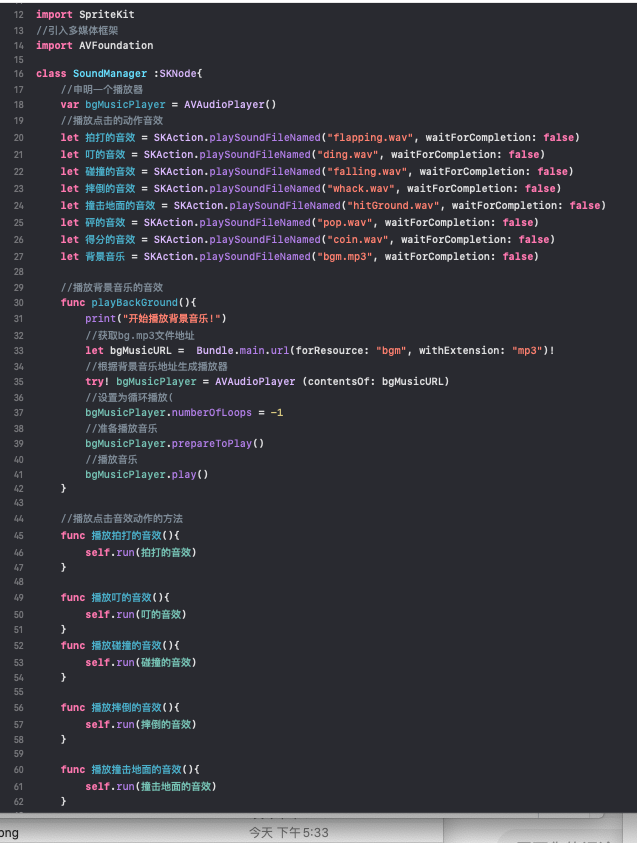 12 import SpriteKit
13 //引入多媒体框架
14 import AVFoundation
15
16 class SoundManager :SKNode{
17 //申明一个播放器
18 var bgMusicPlayer = AVAudioPlayer()
19 //播放点击的动作音效
20 let 拍打的音效 = SKAction.playSoundFileNamed("flapping.wav", waitForCompletion: false)
21 let 叮的音效 = SKAction.playSoundFileNamed("ding.wav", waitForCompletion: false)
22 let 碰撞的音效 = SKAction.playSoundFileNamed("falling.wav", waitForCompletion: false)
23 let 摔倒的音效 = SKAction.playSoundFileNamed("whack.wav", waitForCompletion: false)
24 let 撞击地面的音效 = SKAction.playSoundFileNamed("hitGround.wav", waitForCompletion: false)
25 let 砰的音效 = SKAction.playSoundFileNamed("pop.wav", waitForCompletion: false)
26 let 得分的音效 = SKAction.playSoundFileNamed("coin.wav", waitForCompletion: false)
27 let 背景音乐 = SKAction.playSoundFileNamed("bgm.mp3", waitForCompletion: false)
28
29 //播放背景音乐的音效
30 func playBackGround(){
31 print("开始播放背景音乐!")
32 //获取bg.mp3文件地址
33 let bgMusicURL = Bundle.main.url(forResource: "bgm", withExtension: "mp3")!
34 //根据背景音乐地址生成播放器
35 try! bgMusicPlayer = AVAudioPlayer (contentsOf: bgMusicURL)
36 //设置为循环播放(
37 bgMusicPlayer.numberOfLoops = -1
38 //准备播放音乐
39 bgMusicPlayer.prepareToPlay()
40 //播放音乐
41 bgMusicPlayer.play()
42 }
43
44 //播放点击音效动作的方法
45 func 播放拍打的音效(){
46 self.run(拍打的音效)
47 }
48
49 func 播放叮的音效(){
50 self.run(叮的音效)
51 }
52 func 播放碰撞的音效(){
53 self.run(碰撞的音效)
54 }
55
56 func 播放摔倒的音效(){
57 self.run(摔倒的音效)
58 }
59
60 func 播放撞击地面的音效(){
61 self.run(撞击地面的音效)
62 }
ong 今天 下午5:33